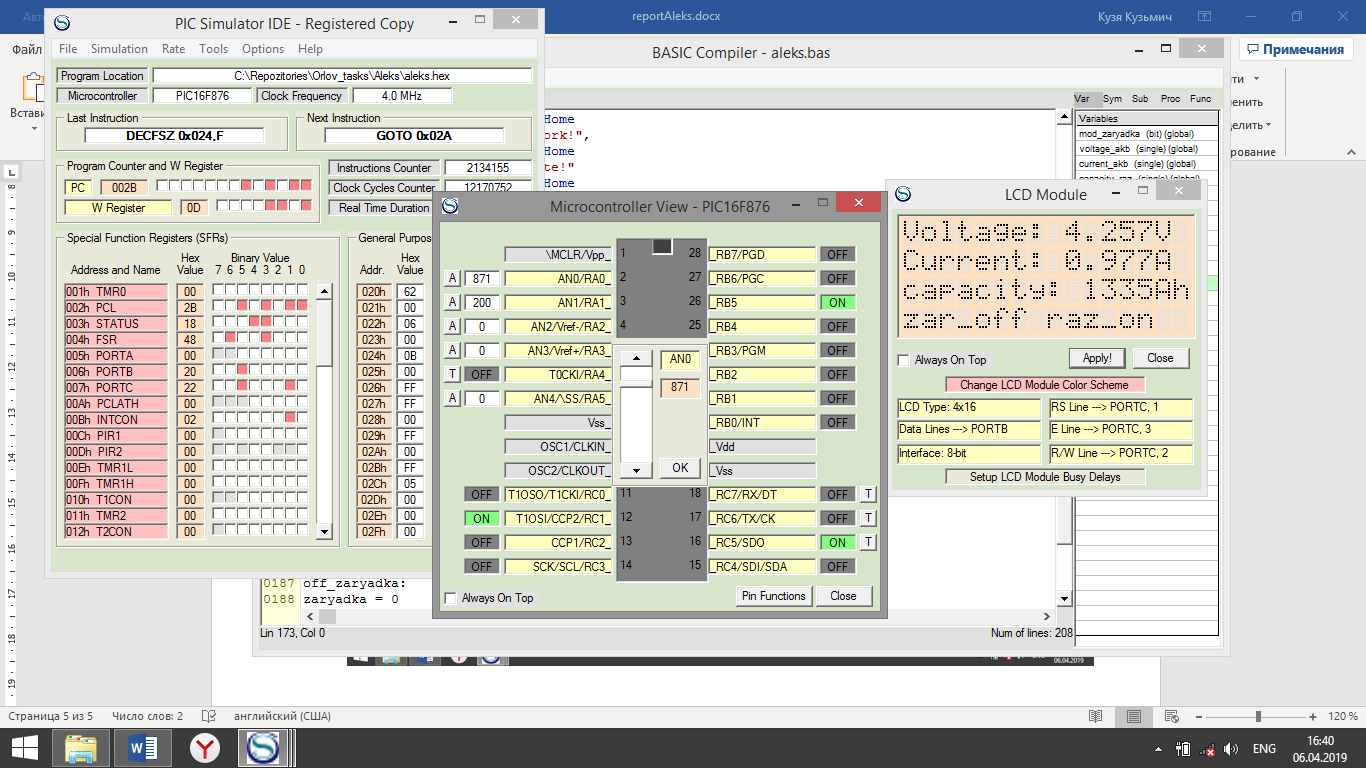 reportAleks.docx
Кузя Кузьмич
Файл
Примечания
Встави
PIC Simulator IDE - Registered Copy
File Simulation Rate Tools Options Help
Program Location C:\Repozitories\Orlov_tasks\Aleks\aleks.hex
Microcontroller PIC16F876 Clock Frequency 4.0 MHz
Last Instruction Next Instruction
DECFSZ 0x024,F GOTO 0x02A
Program Counter and W Register
PC 002B
W Register 0D
Instructions Counter 2134155
Clock Cycles Counter 12170752
Real Time Duration
Special Function Registers (SFRs)
Address and Name Hex Value Binary Value 7 6 5 4 3 2 1 0
001h TMR0 00
002h PCL 2B
003h STATUS 18
004h FSR 48
005h PORTA 00
006h PORTB 20
007h PORTC 22
00Ah PCLATH 00
00Bh INTCON 02
00Ch PIR1 00
00Dh PIR2 00
00Eh TMR1L 00
00Fh TMR1H 00
010h T1CON 00
011h TMR2 00
012h T2CON 00
General Purpos
Addr. Hex Value
020h 62
021h 00
022h 06
023h 00
024h 0B
025h 00
026h FF
027h FF
028h 00
029h FF
02Ah 00
02Bh FF
02Ch 05
02Dh 00
02Eh 00
02Fh 00
BASIC Compiler - aleks.bas
Home
ork!",
Home
te!"
Home
Var Sym Sub Proc Func
Variables
mod_zaryadka (bit) (global)
voltage_akb (single) (global)
current_akb (single) (global)
0187 off_zaryadka:
0188 zaryadka = 0
Lin 173, Col 0 Num of lines: 208
Microcontroller View - PIC16F876
\MCLR/Vpp_ 1 28 _RB7/PGD OFF
A 871 AN0/RA0_ 2 27 _RB6/PGC OFF
A 200 AN1/RA1_ 3 26 _RB5 ON
A 0 AN2/Vref-/RA2_ 4 25 _RB4 OFF
A 0 AN3/Vref+/RA3_ _RB3/PGM OFF
T OFF T0CKI/RA4_ _RB2 OFF
A 0 AN4/\SS/RA5_ _RB1 OFF
Vss_ _RB0/INT OFF
OSC1/CLKIN_ _Vdd
OSC2/CLKOUT_ _Vss
AN0
871
OK
OFF T1OSO/T1CKI/RC0_ 11 18 _RC7/RX/DT OFF T
ON T1OSI/CCP2/RC1_ 12 17 _RC6/TX/CK OFF T
OFF CCP1/RC2_ 13 16 _RC5/SDO ON T
OFF SCK/SCL/RC3_ 14 15 _RC4/SDI/SDA OFF
Always On Top Pin Functions Close
LCD Module
Voltage: 4.257V
Current: 0.977A
capacity: 1335Ah
zar_off raz_on
Always On Top Apply! Close
Change LCD Module Color Scheme
LCD Type: 4x16 RS Line ---> PORTC, 1
Data Lines ---> PORTB E Line ---> PORTC, 3
Interface: 8-bit R/W Line ---> PORTC, 2
Setup LCD Module Busy Delays
06.04.2019
Страница 5 из 5 Число слов: 2 английский (США) 120 %
ENG 16:40
06.04.2019